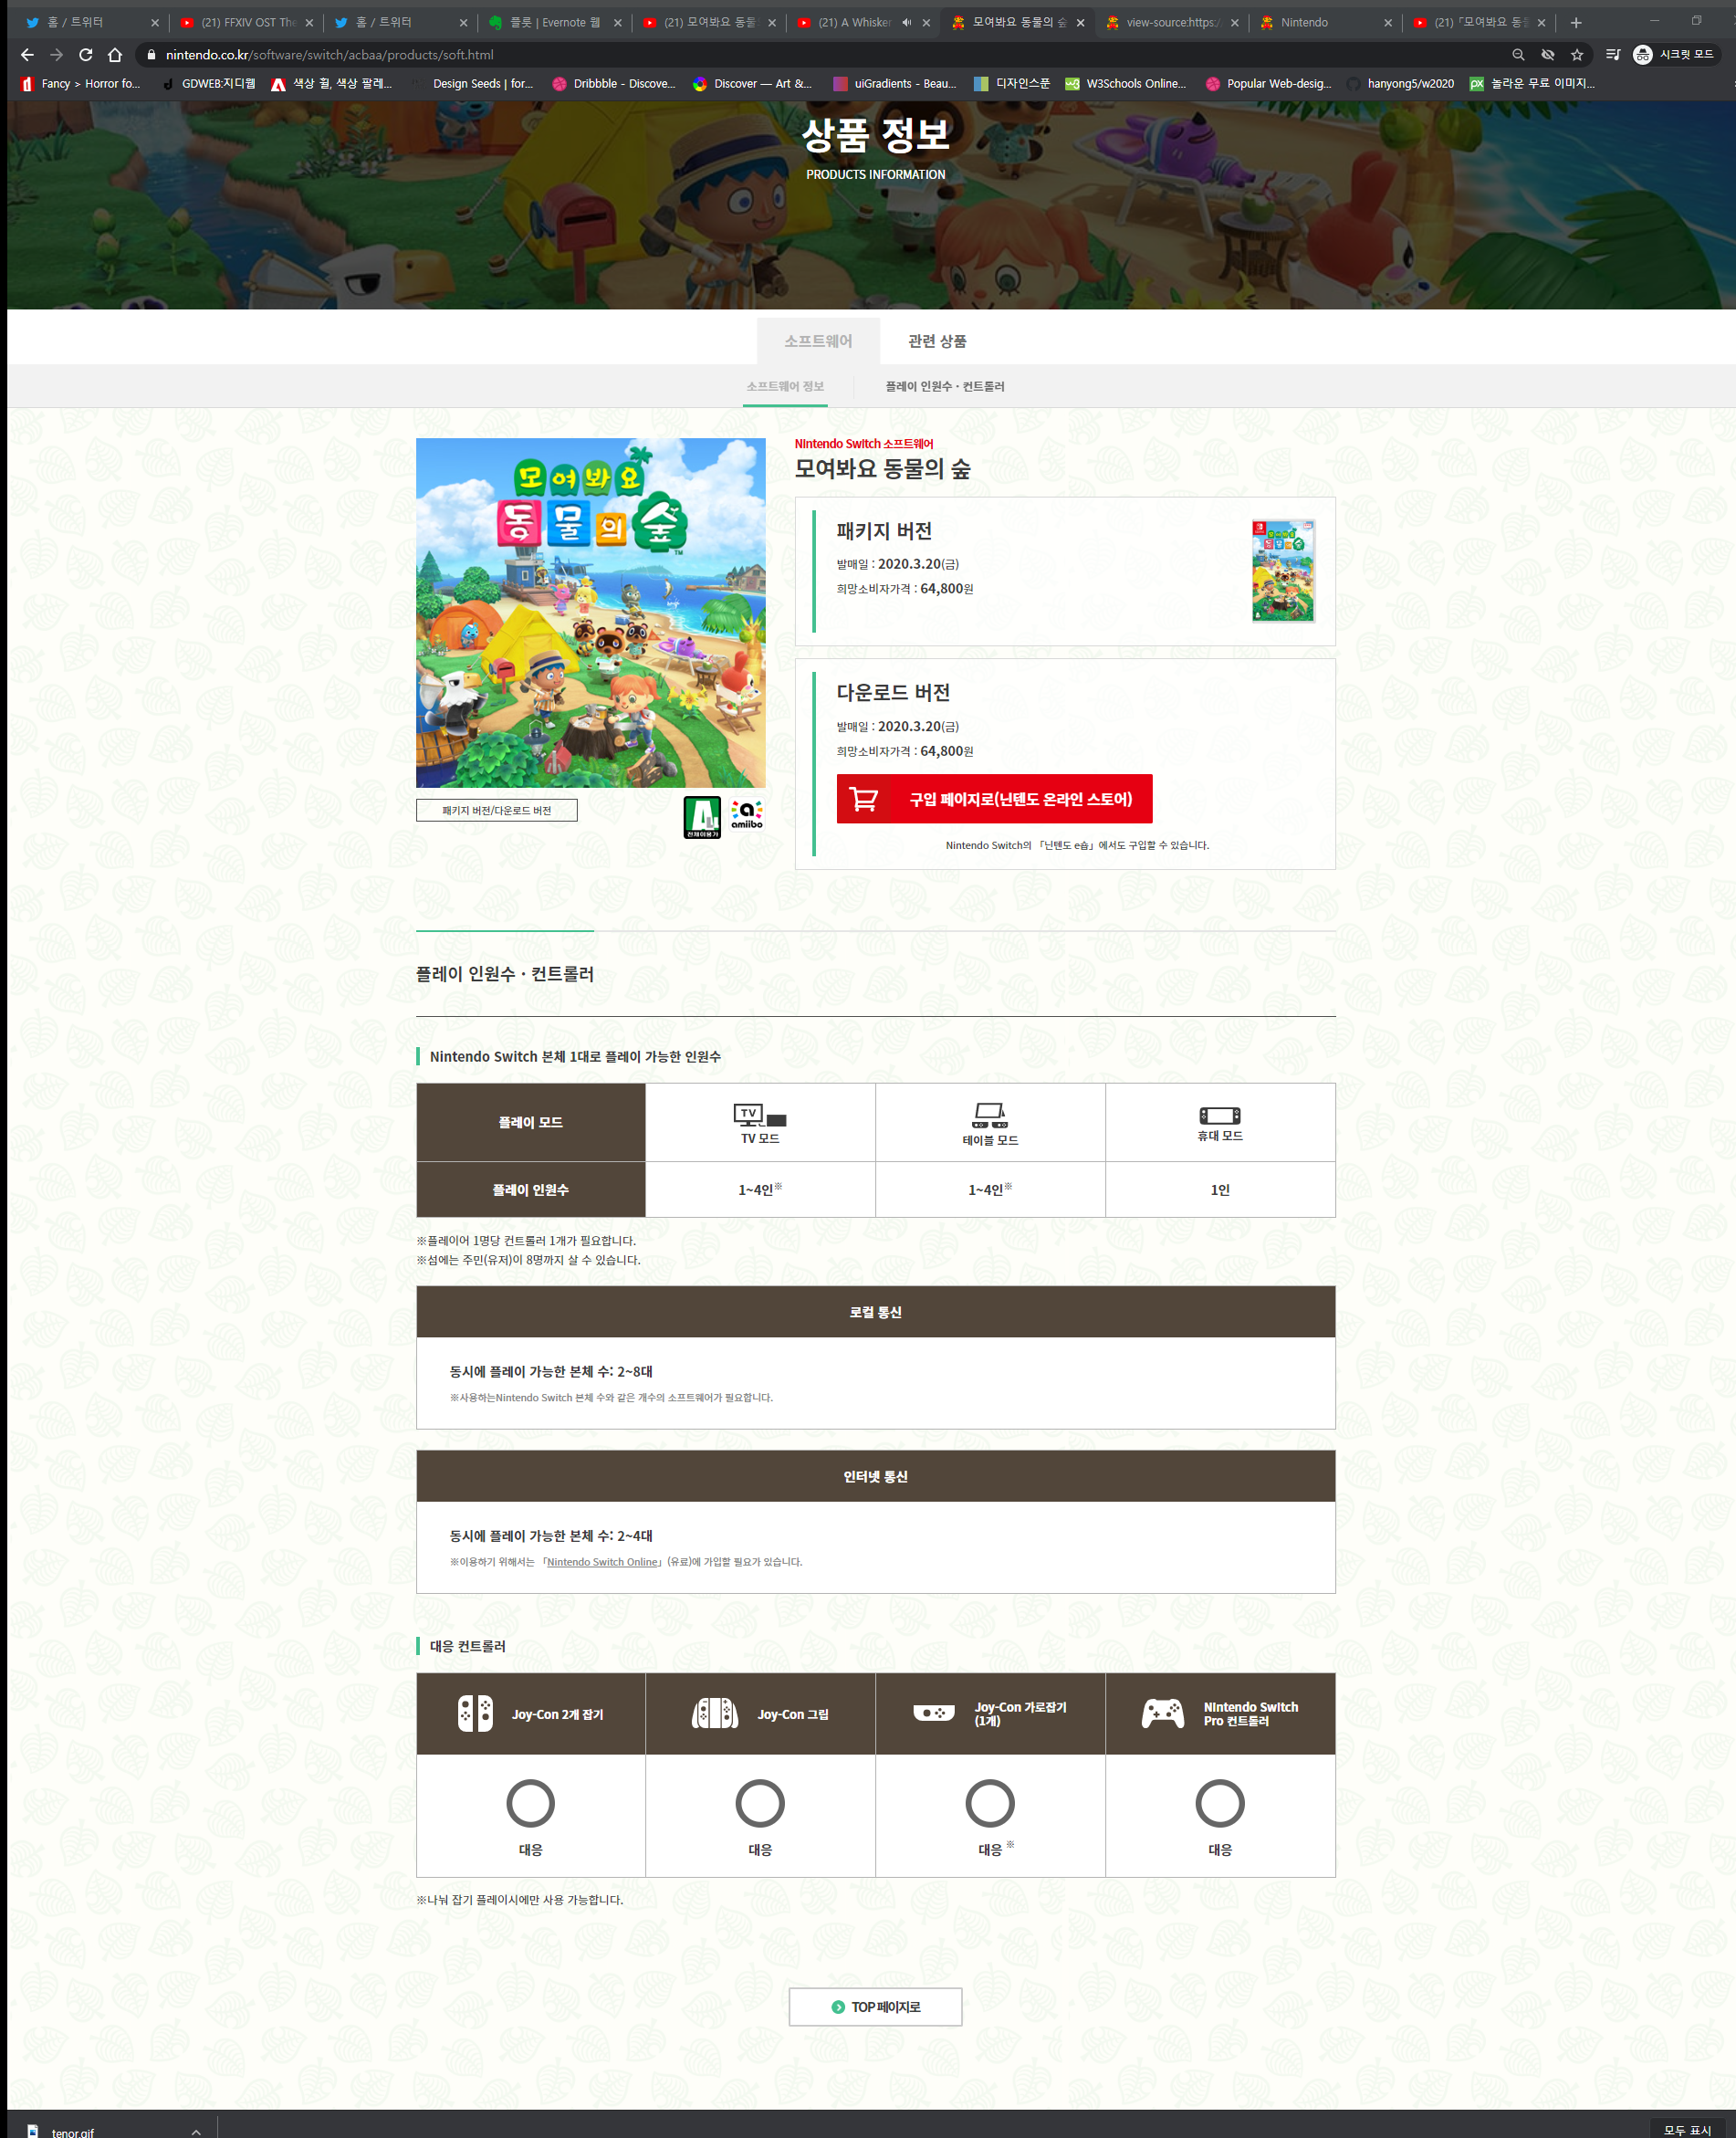 홈 / 트위터
(21) FFXIV OST The
홈 / 트위터
플롯 | Evernote 웹
(21) 모여봐요 동물
(21) A Whisker
모여봐요 동물의 숲
view-source:https:/
Nintendo
(21) 「모여봐요 동물
nintendo.co.kr/software/switch/acbaa/products/soft.html
시크릿 모드
Fancy > Horror fo...
GDWEB:지디웹
색상 휠, 색상 팔레...
Design Seeds | for...
Dribbble - Discove...
Discover — Art &...
uiGradients - Beau...
디자인스푼
W3Schools Online...
Popular Web-desig...
hanyong5/w2020
놀라운 무료 이미지...
상품 정보
PRODUCTS INFORMATION
소프트웨어
관련 상품
소프트웨어 정보
플레이 인원수 · 컨트롤러
모여봐요
동물의 숲
Nintendo Switch 소프트웨어
모여봐요 동물의 숲
패키지 버전
발매일 : 2020.3.20(금)
희망소비자가격 : 64,800원
다운로드 버전
발매일 : 2020.3.20(금)
희망소비자가격 : 64,800원
구입 페이지로(닌텐도 온라인 스토어)
Nintendo Switch의 「닌텐도 e숍」에서도 구입할 수 있습니다.
패키지 버전/다운로드 버전
전체이용가
amiibo
플레이 인원수 · 컨트롤러
Nintendo Switch 본체 1대로 플레이 가능한 인원수
플레이 모드
TV
TV 모드
테이블 모드
휴대 모드
플레이 인원수
1~4인※
1~4인※
1인
※플레이어 1명당 컨트롤러 1개가 필요합니다.
※섬에는 주민(유저)이 8명까지 살 수 있습니다.
로컬 통신
동시에 플레이 가능한 본체 수: 2~8대
※사용하는Nintendo Switch 본체 수와 같은 개수의 소프트웨어가 필요합니다.
인터넷 통신
동시에 플레이 가능한 본체 수: 2~4대
※이용하기 위해서는 「Nintendo Switch Online」(유료)에 가입할 필요가 있습니다.
대응 컨트롤러
Joy-Con 2개 잡기
Joy-Con 그립
Joy-Con 가로잡기
(1개)
Nintendo Switch
Pro 컨트롤러
대응
대응
대응 ※
대응
※나눠 잡기 플레이시에만 사용 가능합니다.
TOP 페이지로
tenor.gif
모두 표시